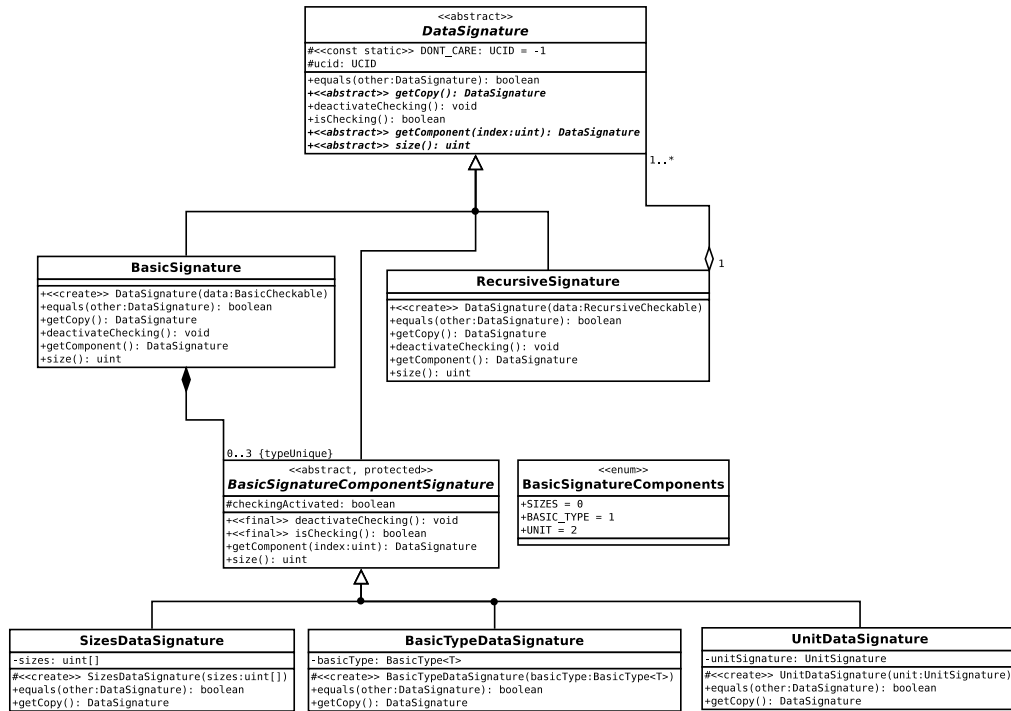 <<abstract>>
DataSignature
#<<const static>> DONT_CARE: UCID = -1
#ucid: UCID
+equals(other:DataSignature): boolean
+<<abstract>> getCopy(): DataSignature
+deactivateChecking(): void
+isChecking(): boolean
+<<abstract>> getComponent(index:uint): DataSignature
+<<abstract>> size(): uint
1..*
1
BasicSignature
+<<create>> DataSignature(data:BasicCheckable)
+equals(other:DataSignature): boolean
+getCopy(): DataSignature
+deactivateChecking(): void
+getComponent(): DataSignature
+size(): uint
RecursiveSignature
+<<create>> DataSignature(data:RecursiveCheckable)
+equals(other:DataSignature): boolean
+getCopy(): DataSignature
+deactivateChecking(): void
+getComponent(): DataSignature
+size(): uint
0..3 {typeUnique}
<<abstract, protected>>
BasicSignatureComponentSignature
#checkingActivated: boolean
+<<final>> deactivateChecking(): void
+<<final>> isChecking(): boolean
+getComponent(index:uint): DataSignature
+size(): uint
<<enum>>
BasicSignatureComponents
+SIZES = 0
+BASIC_TYPE = 1
+UNIT = 2
SizesDataSignature
-sizes: uint[]
#<<create>> SizesDataSignature(sizes:uint[])
+equals(other:DataSignature): boolean
+getCopy(): DataSignature
BasicTypeDataSignature
-basicType: BasicType<T>
#<<create>> BasicTypeDataSignature(basicType:BasicType<T>)
+equals(other:DataSignature): boolean
+getCopy(): DataSignature
UnitDataSignature
-unitSignature: UnitSignature
#<<create>> UnitDataSignature(unit:UnitSignature)
+equals(other:DataSignature): boolean
+getCopy(): DataSignature